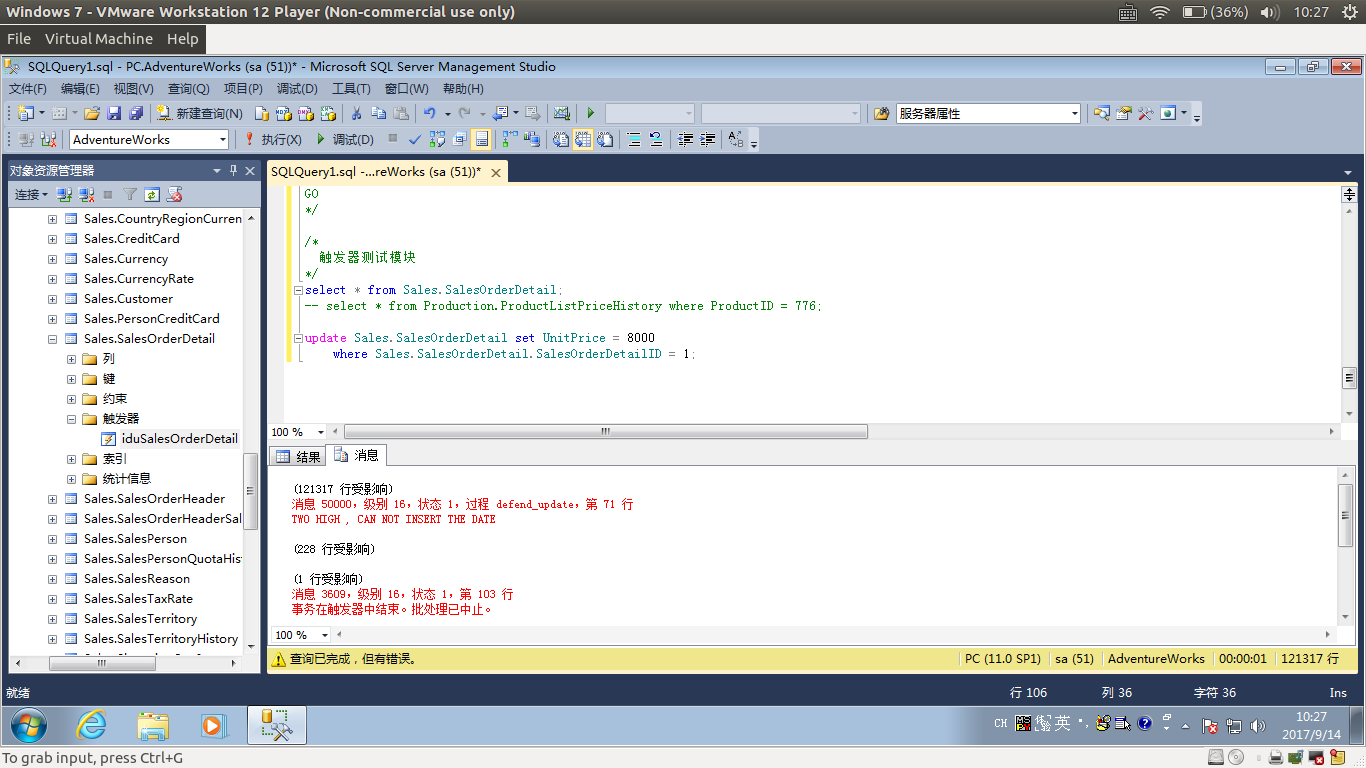 Windows 7 - VMware Workstation 12 Player (Non-commercial use only)
(36%)
10:27
File Virtual Machine Help
SQLQuery1.sql - PC.AdventureWorks (sa (51))* - Microsoft SQL Server Management Studio
文件(F) 编辑(E) 视图(V) 查询(Q) 项目(P) 调试(D) 工具(T) 窗口(W) 帮助(H)
新建查询(N)
服务器属性
AdventureWorks
执行(X)
调试(D)
对象资源管理器
连接
Sales.CountryRegionCurren
Sales.CreditCard
Sales.Currency
Sales.CurrencyRate
Sales.Customer
Sales.PersonCreditCard
Sales.SalesOrderDetail
列
键
约束
触发器
iduSalesOrderDetail
索引
统计信息
Sales.SalesOrderHeader
Sales.SalesOrderHeaderSal
Sales.SalesPerson
Sales.SalesPersonQuotaHis
Sales.SalesReason
Sales.SalesTaxRate
Sales.SalesTerritory
Sales.SalesTerritoryHistory
SQLQuery1.sql -...reWorks (sa (51))*
GO
*/
/*
触发器测试模块
*/
select * from Sales.SalesOrderDetail;
-- select * from Production.ProductListPriceHistory where ProductID = 776;
update Sales.SalesOrderDetail set UnitPrice = 8000
where Sales.SalesOrderDetail.SalesOrderDetailID = 1;
100 %
结果
消息
(121317 行受影响)
消息 50000，级别 16，状态 1，过程 defend_update，第 71 行
TWO HIGH , CAN NOT INSERT THE DATE
(228 行受影响)
(1 行受影响)
消息 3609，级别 16，状态 1，第 103 行
事务在触发器中结束。批处理已中止。
100 %
查询已完成，但有错误。
PC (11.0 SP1)
sa (51)
AdventureWorks
00:00:01
121317 行
就绪
行 106
列 36
字符 36
Ins
CH
英
10:27
2017/9/14
To grab input, press Ctrl+G